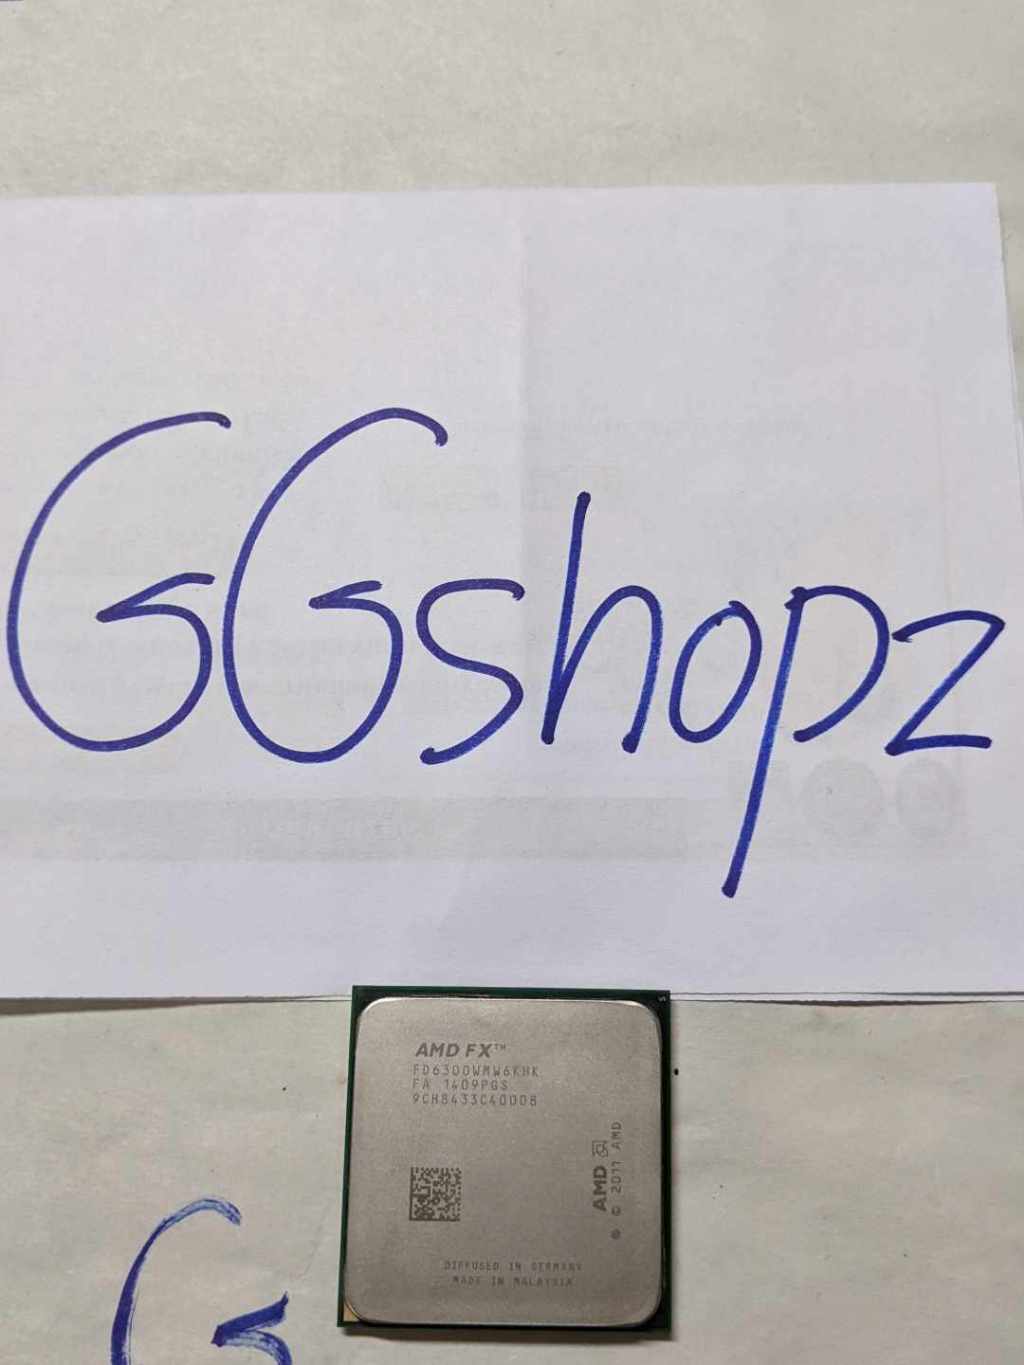 GGshopz
AMD FX™
FD6300WMW6KHK
FA 1409PGS
9CH8433C40008
AMD
© 2011 AMD
DIFFUSED IN GERMANY
MADE IN MALAYSIA
G